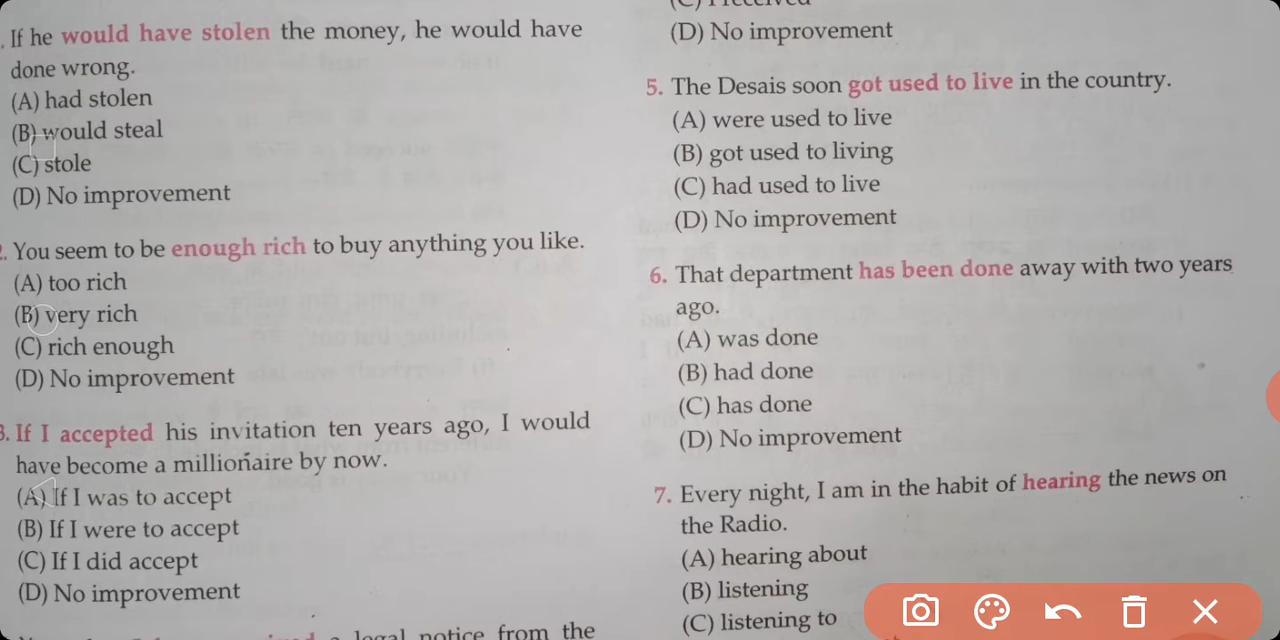 . If he would have stolen the money, he would have
done wrong.
(A) had stolen
(B) would steal
(C) stole
(D) No improvement
2. You seem to be enough rich to buy anything you like.
(A) too rich
(B) very rich
(C) rich enough
(D) No improvement
3. If I accepted his invitation ten years ago, I would
have become a millionaire by now.
(A) If I was to accept
(B) If I were to accept
(C) If I did accept
(D) No improvement
a legal notice from the
(D) No improvement
5. The Desais soon got used to live in the country.
(A) were used to live
(B) got used to living
(C) had used to live
(D) No improvement
6. That department has been done away with two years
ago.
(A) was done
(B) had done
(C) has done
(D) No improvement
7. Every night, I am in the habit of hearing the news on
the Radio.
(A) hearing about
(B) listening
(C) listening to